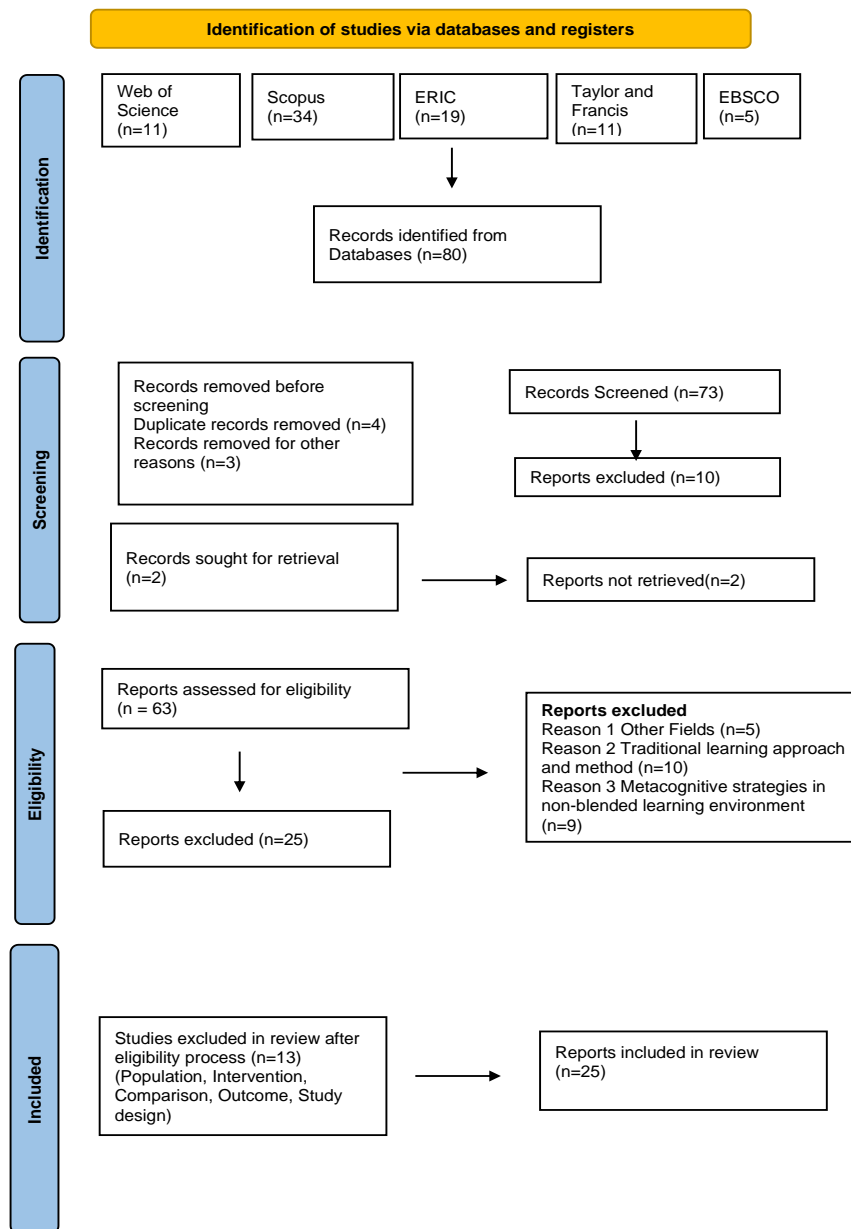 Identification of studies via databases and registers
Identification
Web of
Science
(n=11)
Scopus
(n=34)
ERIC
(n=19)
Taylor and
Francis
(n=11)
EBSCO
(n=5)
Records identified from
Databases (n=80)
Screening
Records removed before
screening
Duplicate records removed (n=4)
Records removed for other
reasons (n=3)
Records Screened (n=73)
Reports excluded (n=10)
Records sought for retrieval
(n=2)
Reports not retrieved(n=2)
Eligibility
Reports assessed for eligibility
(n = 63)
Reports excluded (n=25)
Reports excluded
Reason 1 Other Fields (n=5)
Reason 2 Traditional learning approach
and method (n=10)
Reason 3 Metacognitive strategies in
non-blended learning environment
(n=9)
Included
Studies excluded in review after
eligibility process (n=13)
(Population, Intervention,
Comparison, Outcome, Study
design)
Reports included in review
(n=25)